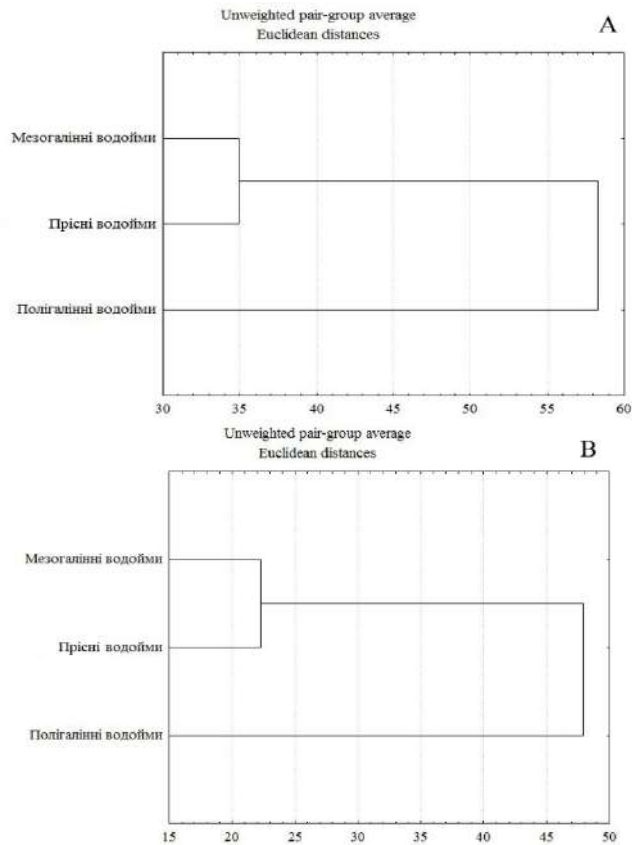 Unweighted pair-group average
Euclidean distances
A
Мезогалінні водойми
Прісні водойми
Полігалінні водойми
30 35 40 45 50 55 60
Unweighted pair-group average
Euclidean distances
B
Мезогалінні водойми
Прісні водойми
Полігалінні водойми
15 20 25 30 35 40 45 50